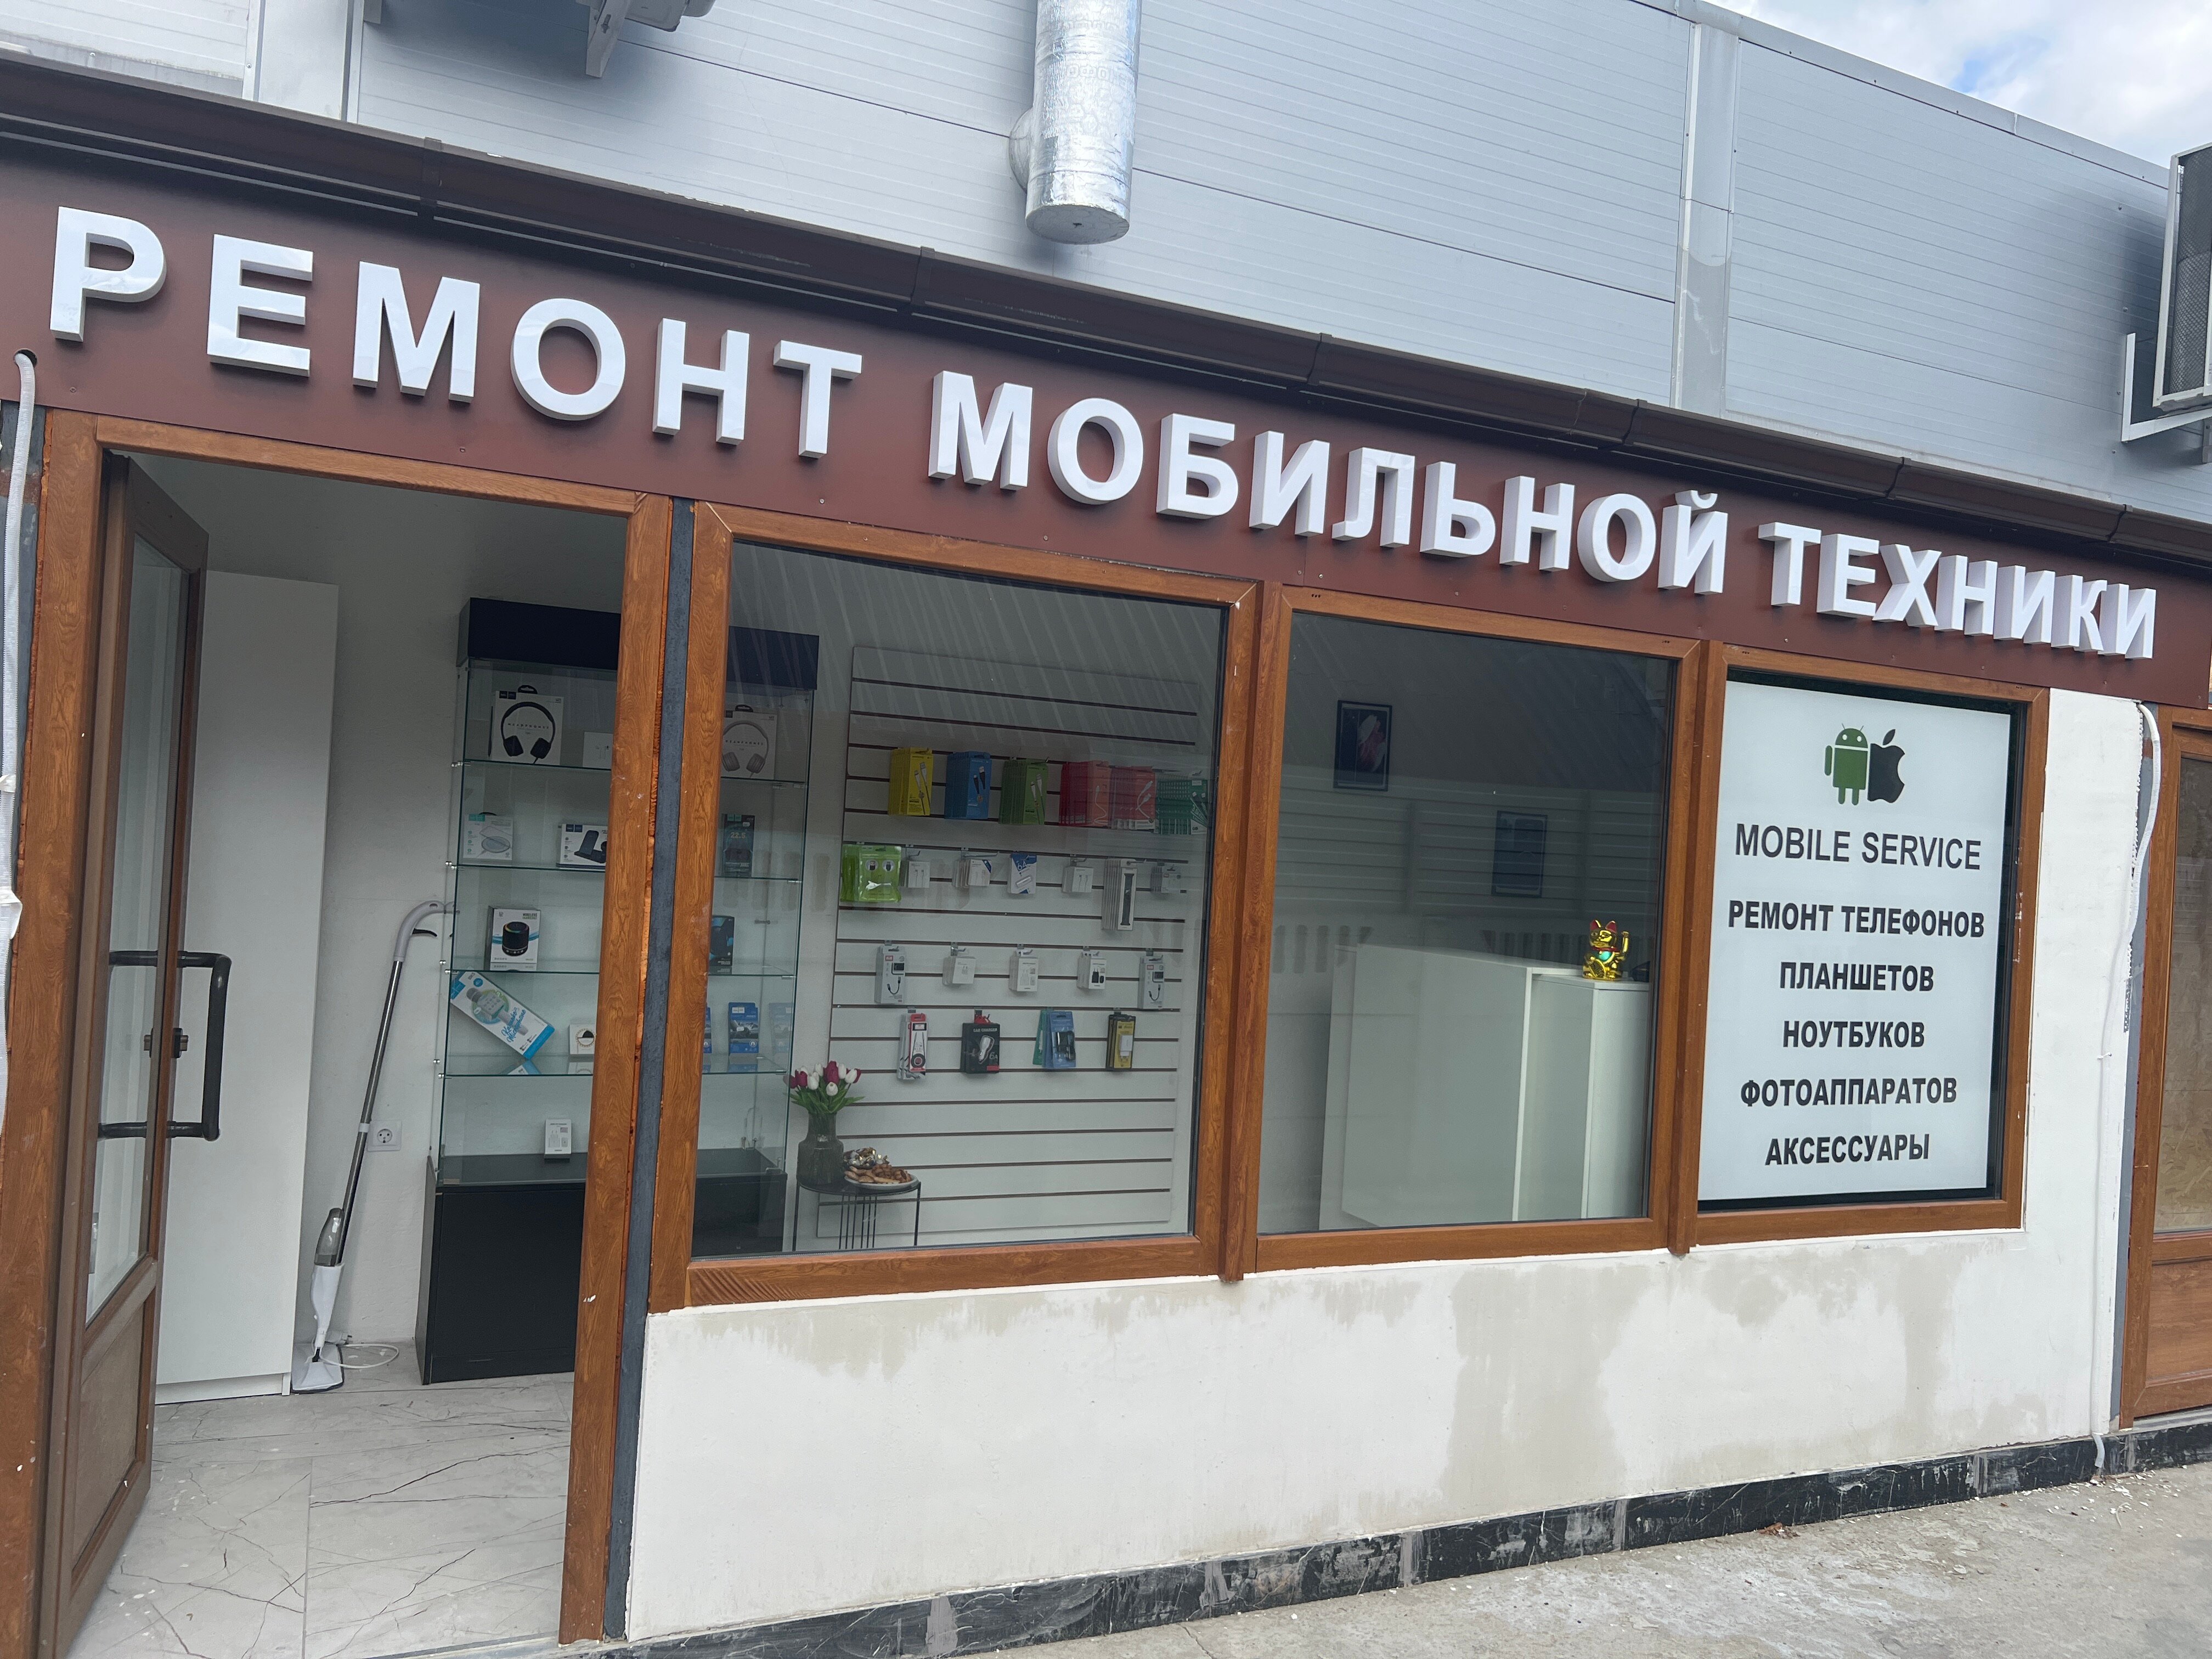 РЕМОНТ МОБИЛЬНОЙ ТЕХНИКИ
MOBILE SERVICE
РЕМОНТ ТЕЛЕФОНОВ
ПЛАНШЕТОВ
НОУТБУКОВ
ФОТОАППАРАТОВ
АКСЕССУАРЫ